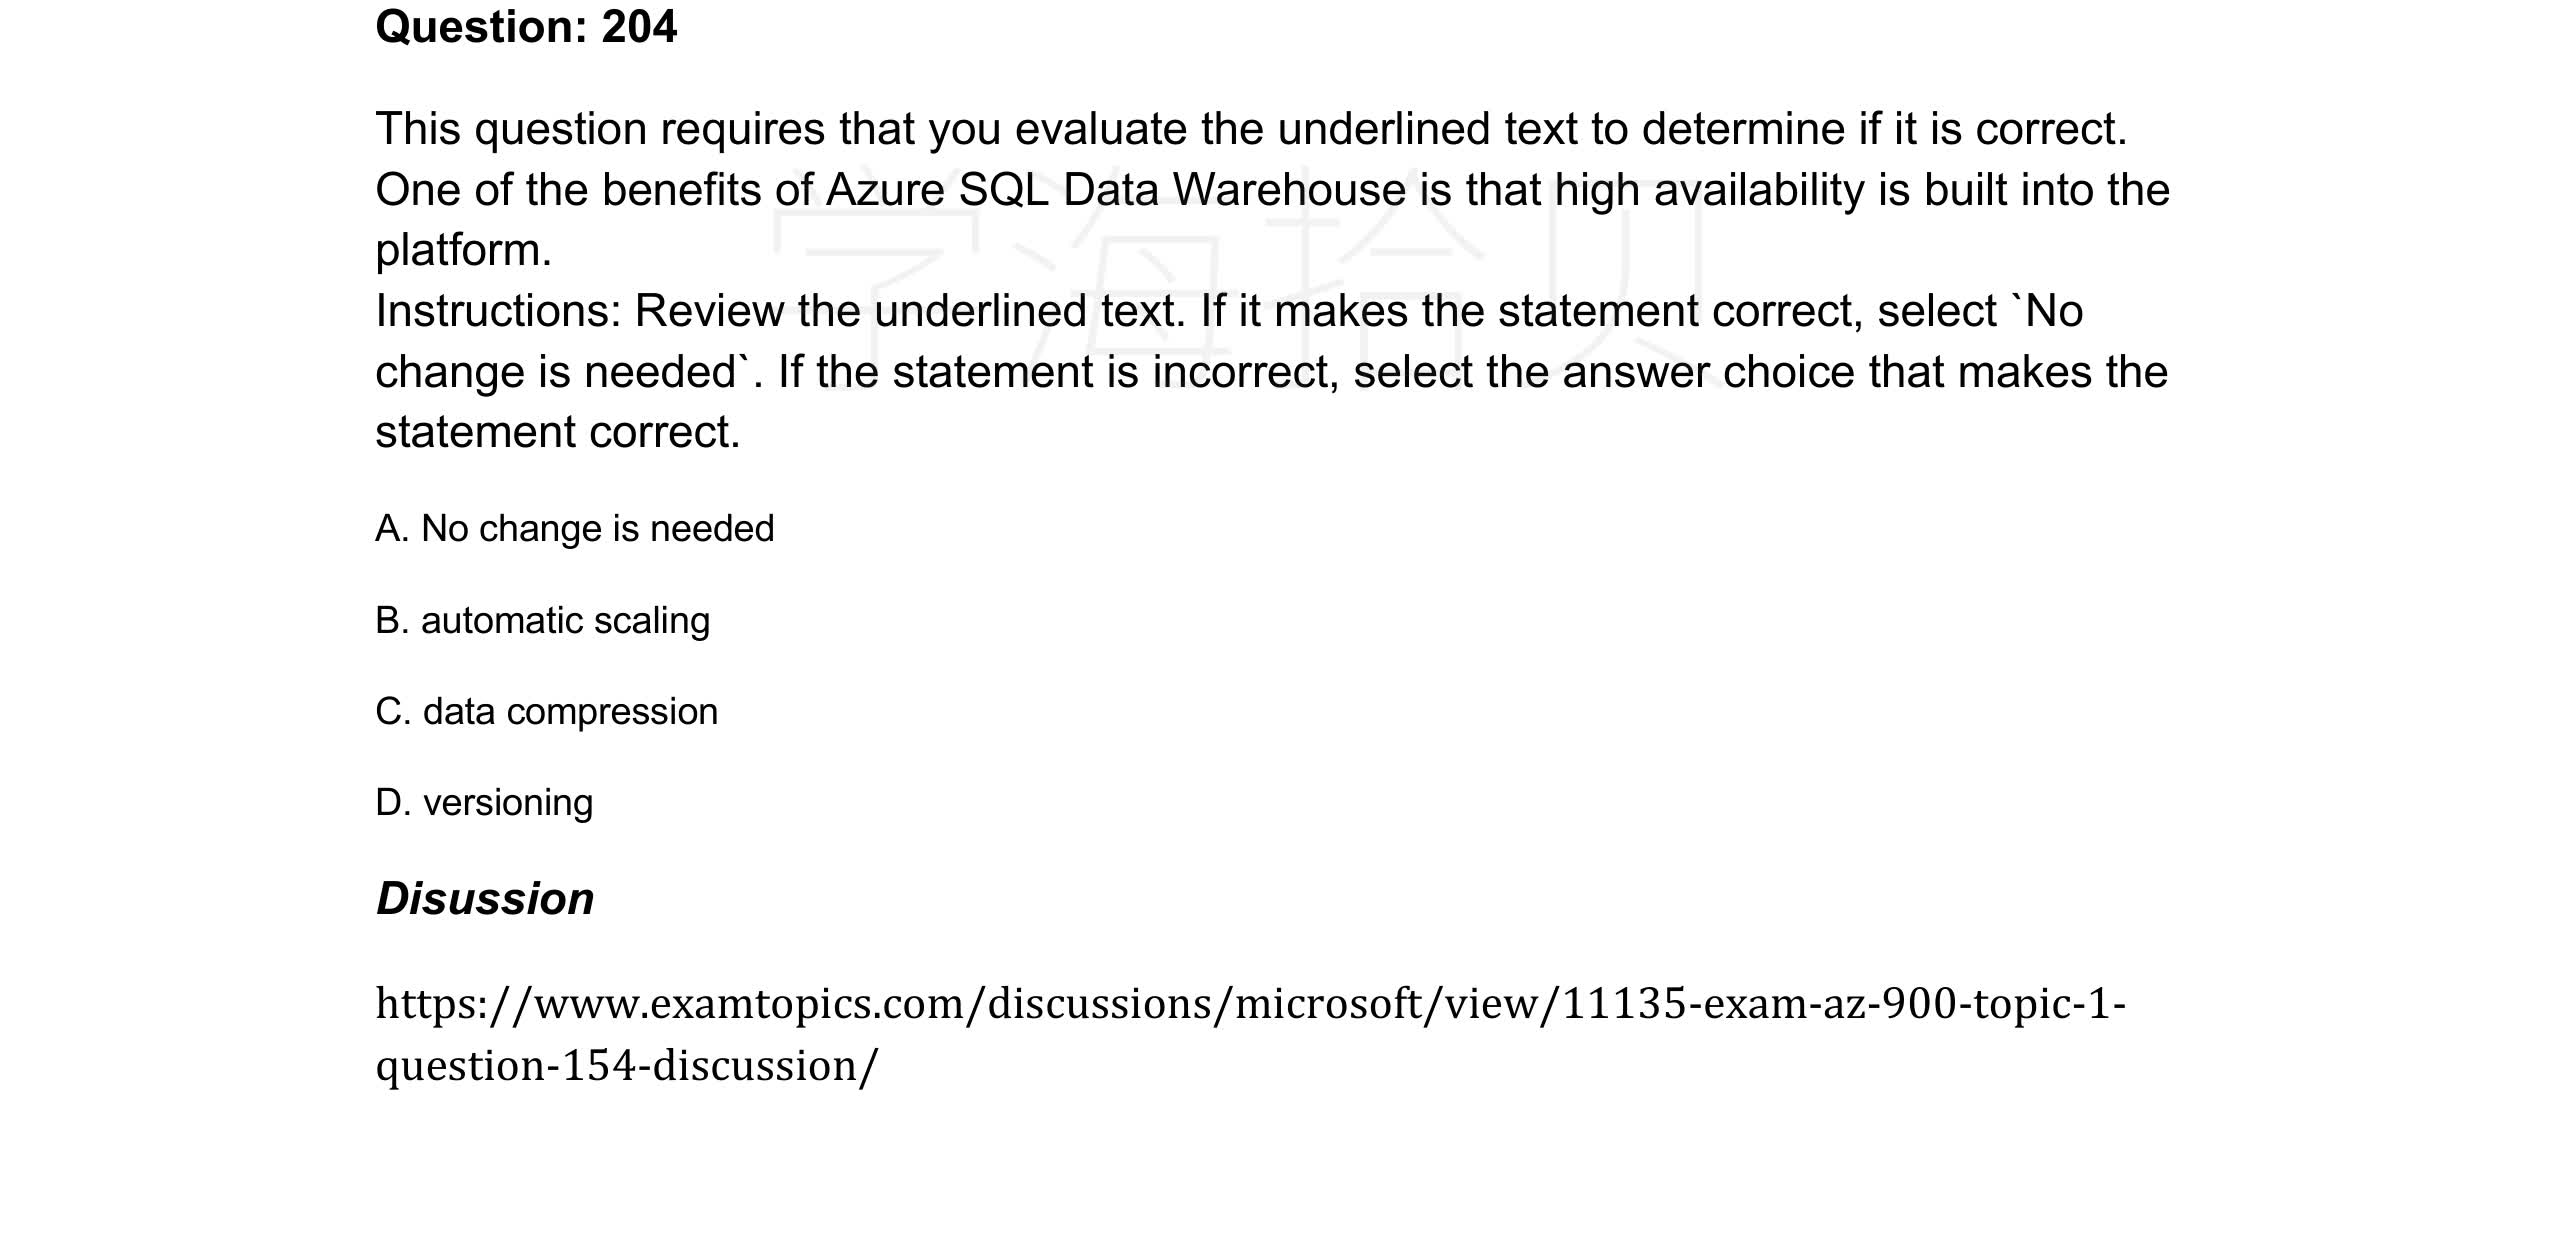 Question: 204
This question requires that you evaluate the underlined text to determine if it is correct.
One of the benefits of Azure SQL Data Warehouse is that high availability is built into the
platform.
Instructions: Review the underlined text. If it makes the statement correct, select `No
change is needed`. If the statement is incorrect, select the answer choice that makes the
statement correct.
学海拾贝
A. No change is needed
B. automatic scaling
C. data compression
D. versioning
Disussion
https://www.examtopics.com/discussions/microsoft/view/11135-exam-az-900-topic-1-
question-154-discussion/